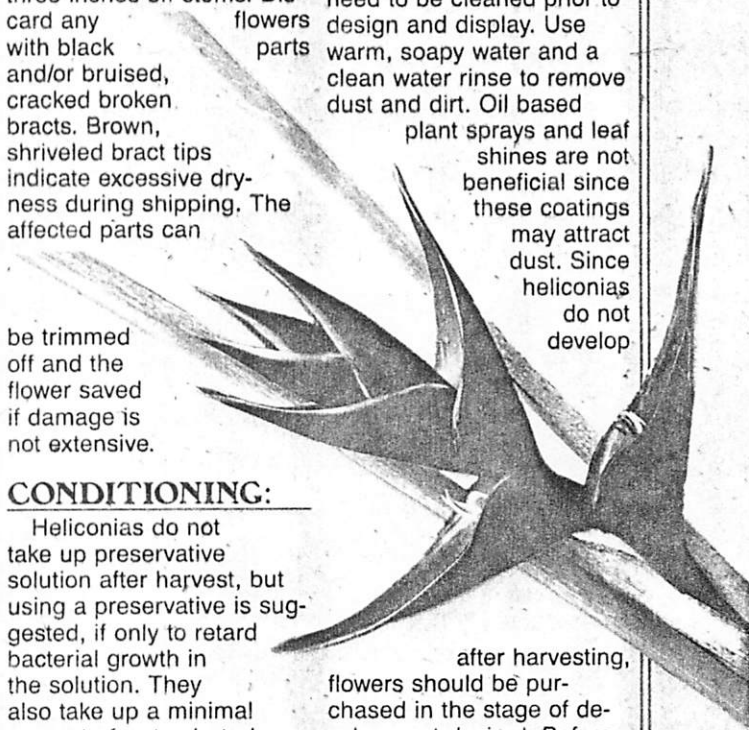 card any flowers
with black parts
and/or bruised,
cracked broken
bracts. Brown,
shriveled bract tips
indicate excessive dry-
ness during shipping. The
affected parts can
be trimmed
off and the
flower saved
if damage is
not extensive.
CONDITIONING:
Heliconias do not
take up preservative
solution after harvest, but
using a preservative is sug-
gested, if only to retard
bacterial growth in
the solution. They
also take up a minimal
need to be cleaned prior to
design and display. Use
warm, soapy water and a
clean water rinse to remove
dust and dirt. Oil based
plant sprays and leaf
shines are not
beneficial since
these coatings
may attract
dust. Since
heliconias
do not
develop
after harvesting,
flowers should be pur-
chased in the stage of de-